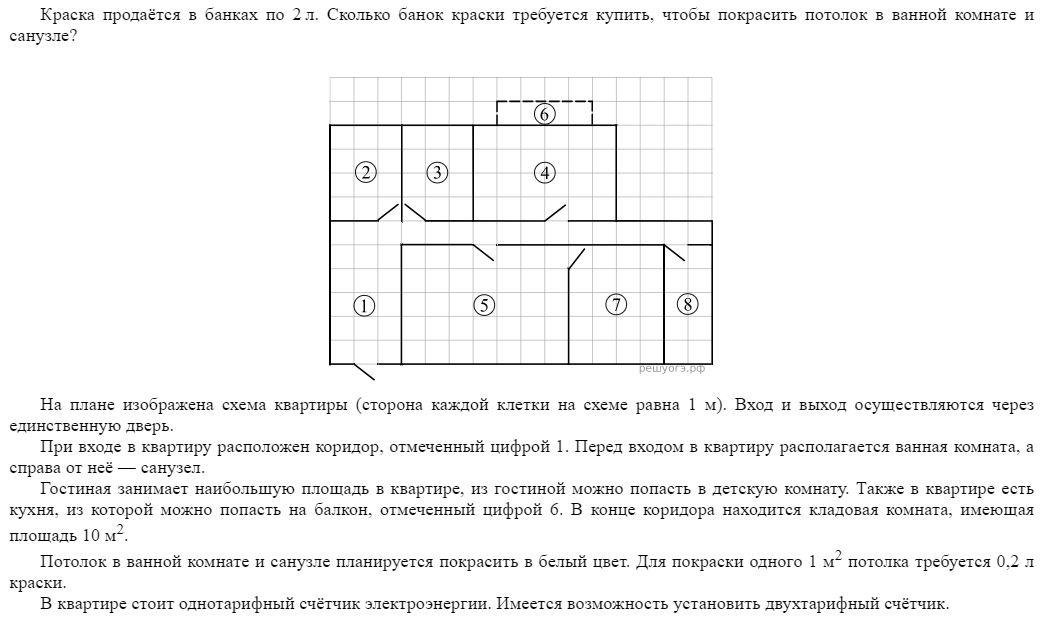 Краска продаётся в банках по 2 л. Сколько банок краски требуется купить, чтобы покрасить потолок в ванной комнате и
санузле?
6
2
3
4
1
5
7
8
решуогэ.рф
На плане изображена схема квартиры (сторона каждой клетки на схеме равна 1 м). Вход и выход осуществляются через
единственную дверь.
При входе в квартиру расположен коридор, отмеченный цифрой 1. Перед входом в квартиру располагается ванная комната, а
справа от неё — санузел.
Гостиная занимает наибольшую площадь в квартире, из гостиной можно попасть в детскую комнату. Также в квартире есть
кухня, из которой можно попасть на балкон, отмеченный цифрой 6. В конце коридора находится кладовая комната, имеющая
площадь 10 м².
Потолок в ванной комнате и санузле планируется покрасить в белый цвет. Для покраски одного 1 м² потолка требуется 0,2 л
краски.
В квартире стоит однотарифный счётчик электроэнергии. Имеется возможность установить двухтарифный счётчик.